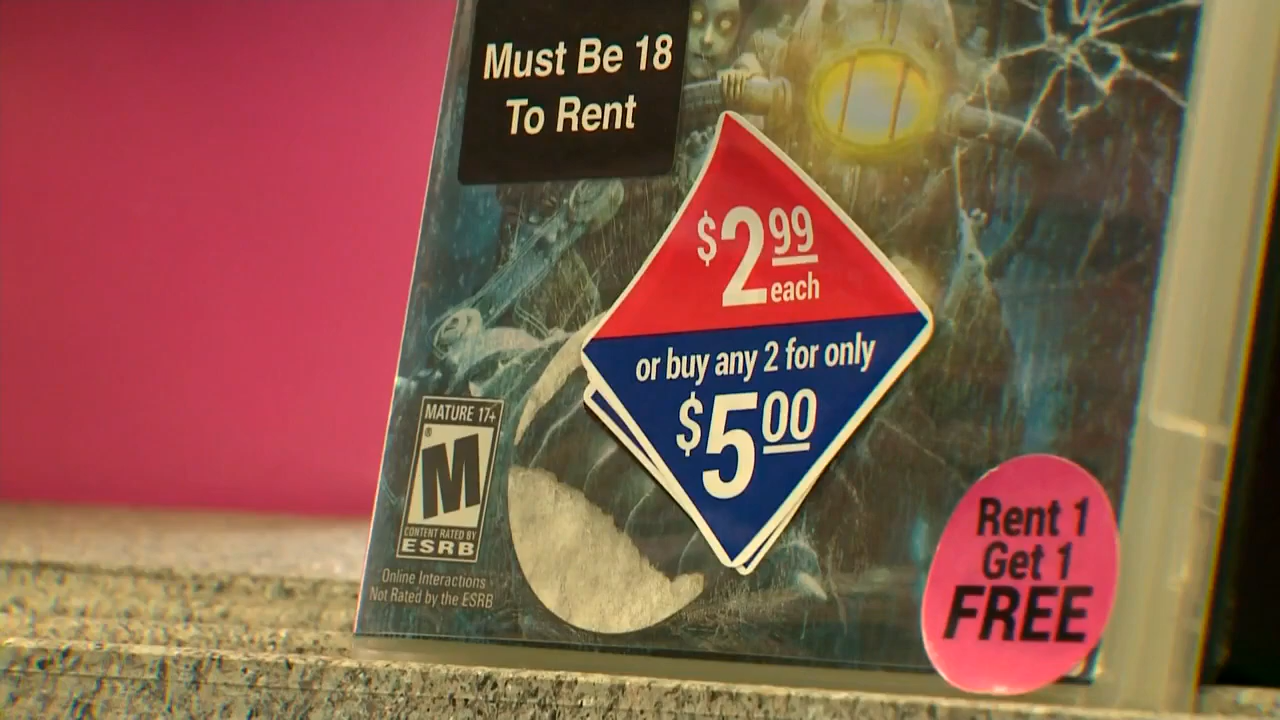 Must Be 18
To Rent
$2.99
each
or buy any 2 for only
$5.00
MATURE 17+
M
®
CONTENT RATED BY
ESRB
Online Interactions
Not Rated by the ESRB
Rent 1
Get 1
FREE